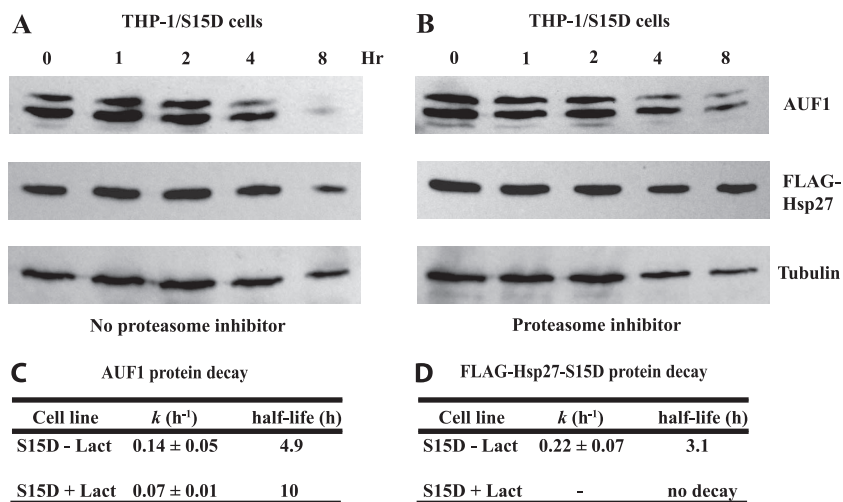 A THP-1/S15D cells
0 1 2 4 8 Hr
No proteasome inhibitor
B THP-1/S15D cells
0 1 2 4 8
AUF1
FLAG-
Hsp27
Tubulin
Proteasome inhibitor
C AUF1 protein decay
Cell line k (h⁻¹) half-life (h)
S15D - Lact 0.14 ± 0.05 4.9
S15D + Lact 0.07 ± 0.01 10
D FLAG-Hsp27-S15D protein decay
Cell line k (h⁻¹) half-life (h)
S15D - Lact 0.22 ± 0.07 3.1
S15D + Lact - no decay